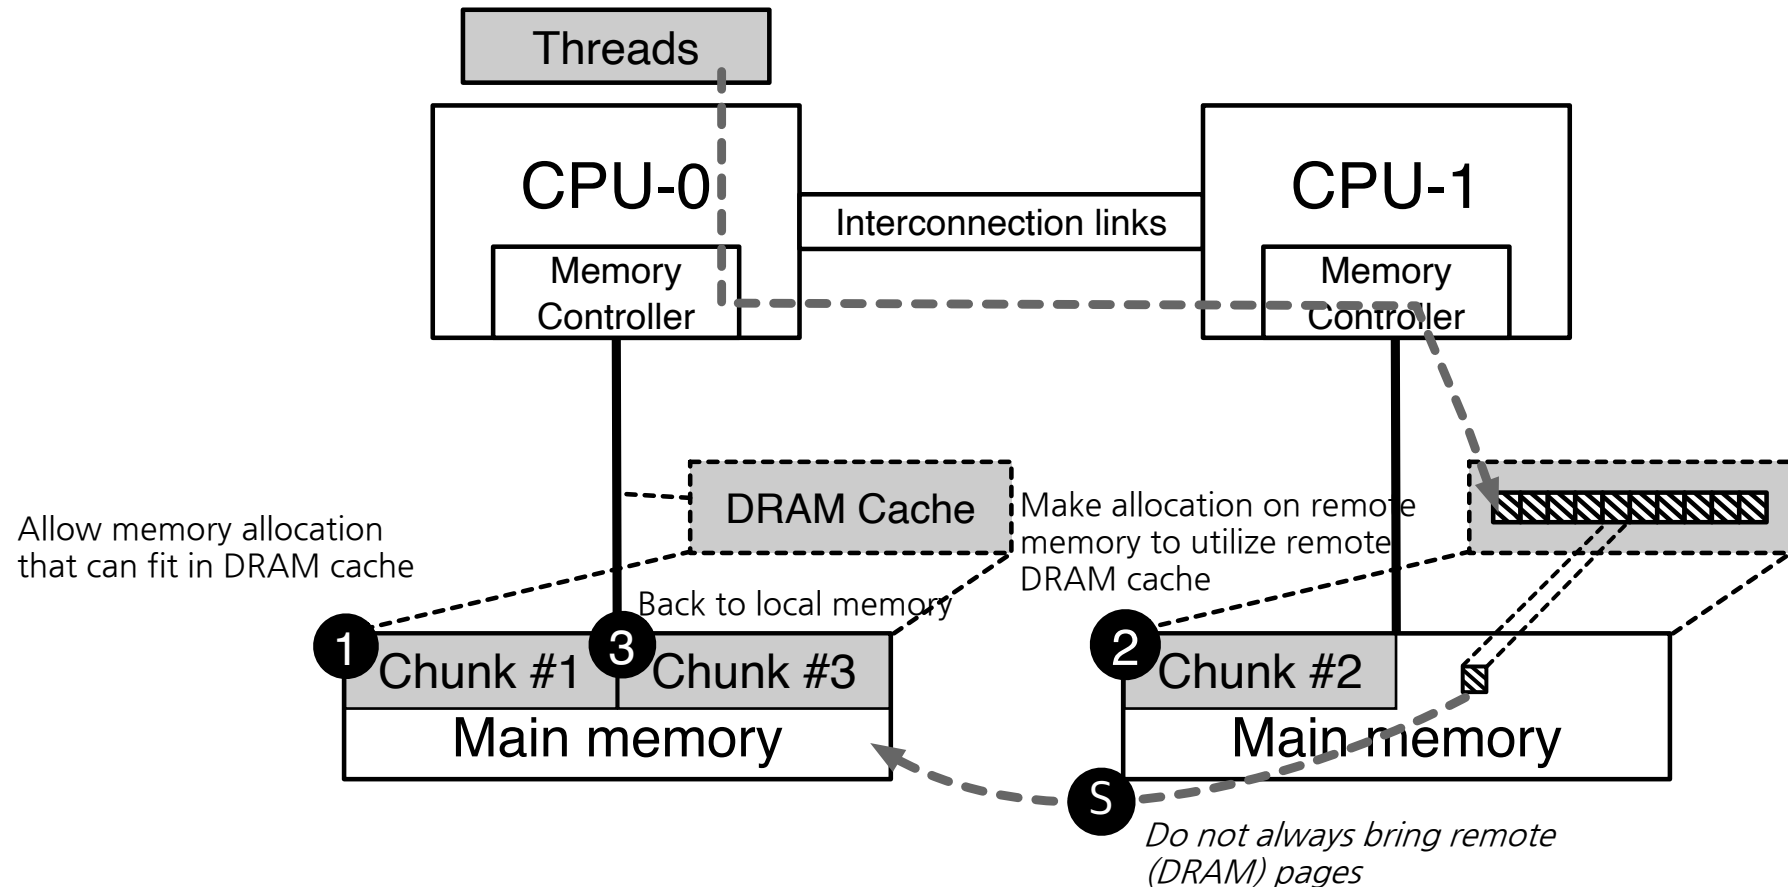 Threads
CPU-0
CPU-1
Interconnection links
Memory
Controller
Memory
Controller
DRAM Cache
Allow memory allocation
that can fit in DRAM cache
Make allocation on remote
memory to utilize remote
DRAM cache
Back to local memory
1
Chunk #1
3
Chunk #3
2
Chunk #2
Main memory
Main memory
S
Do not always bring remote
(DRAM) pages